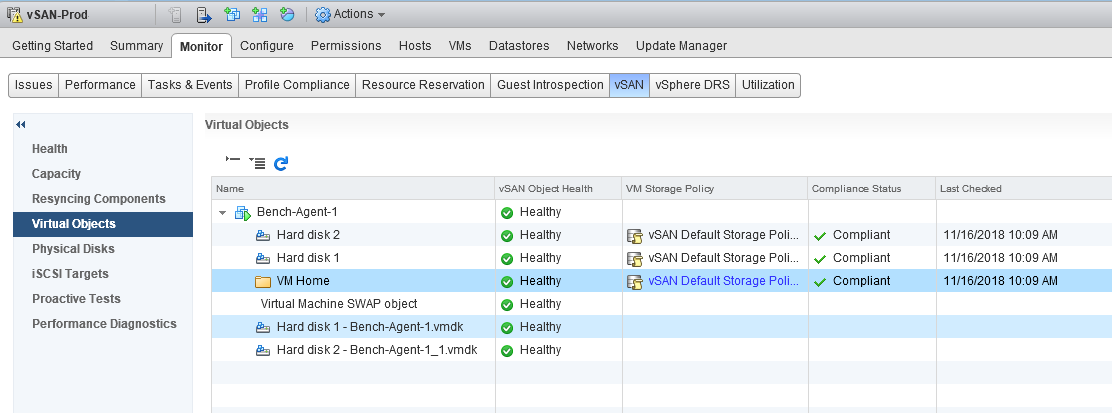 vSAN-Prod Actions
Getting Started Summary Monitor Configure Permissions Hosts VMs Datastores Networks Update Manager
Issues Performance Tasks & Events Profile Compliance Resource Reservation Guest Introspection vSAN vSphere DRS Utilization
Health
Capacity
Resyncing Components
Virtual Objects
Physical Disks
iSCSI Targets
Proactive Tests
Performance Diagnostics
Virtual Objects
Name vSAN Object Health VM Storage Policy Compliance Status Last Checked
Bench-Agent-1 Healthy
Hard disk 2 Healthy vSAN Default Storage Poli... Compliant 11/16/2018 10:09 AM
Hard disk 1 Healthy vSAN Default Storage Poli... Compliant 11/16/2018 10:09 AM
VM Home Healthy vSAN Default Storage Poli... Compliant 11/16/2018 10:09 AM
Virtual Machine SWAP object Healthy
Hard disk 1 - Bench-Agent-1.vmdk Healthy
Hard disk 2 - Bench-Agent-1_1.vmdk Healthy